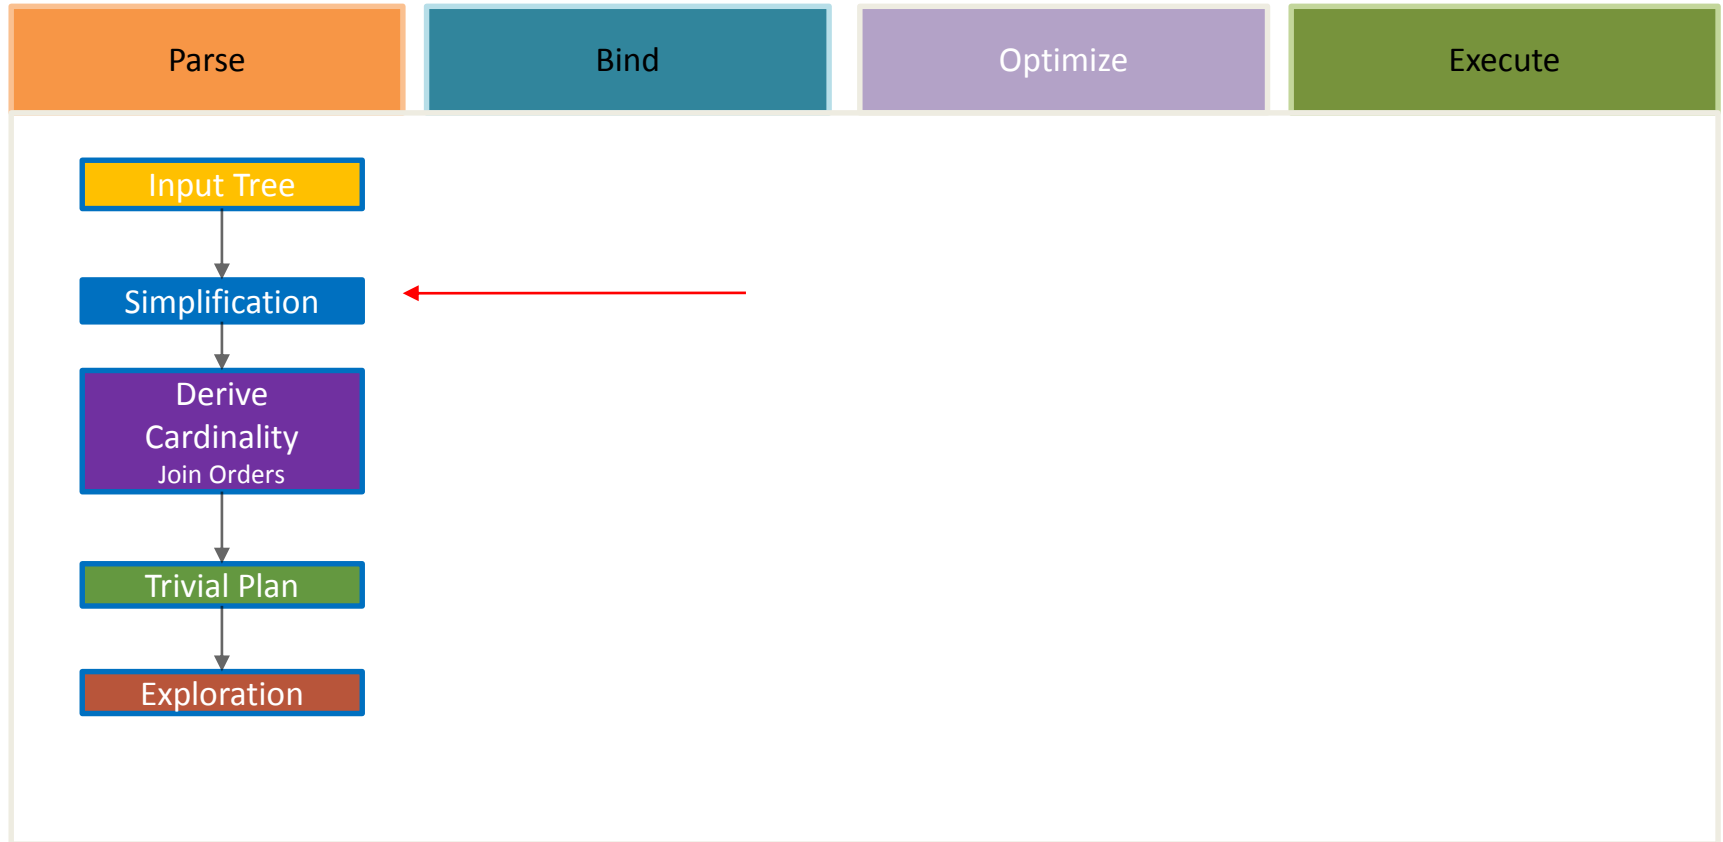 Parse
Bind
Optimize
Execute
Input Tree
Simplification
Derive
Cardinality
Join Orders
Trivial Plan
Exploration